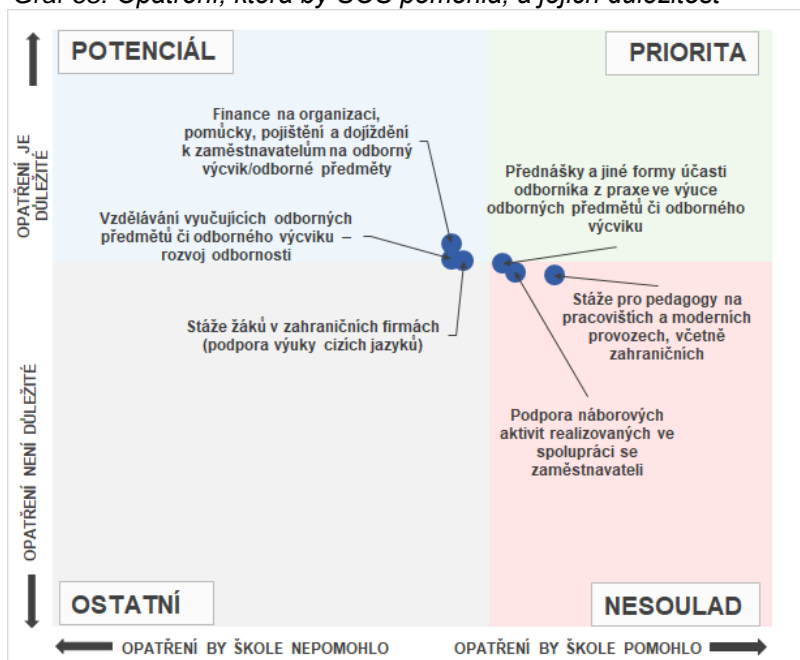 POTENCIÁL
PRIORITA
OPATŘENÍ JE
DŮLEŽITÉ
Finance na organizaci,
pomůcky, pojištění a dojíždění
k zaměstnavatelům na odborný
výcvik/odborné předměty
Přednášky a jiné formy účasti
odborníka z praxe ve výuce
odborných předmětů či odborného
výcviku
Vzdělávání vyučujících odborných
předmětů či odborného výcviku –
rozvoj odbornosti
Stáže žáků v zahraničních firmách
(podpora výuky cizích jazyků)
Stáže pro pedagogy na
pracovištích a moderních
provozech, včetně
zahraničních
Podpora náborových
aktivit realizovaných ve
spolupráci se
zaměstnavateli
OPATŘENÍ NENÍ DŮLEŽITÉ
OSTATNÍ
NESOULAD
OPATŘENÍ BY ŠKOLE NEPOMOHLO
OPATŘENÍ BY ŠKOLE POMOHLO